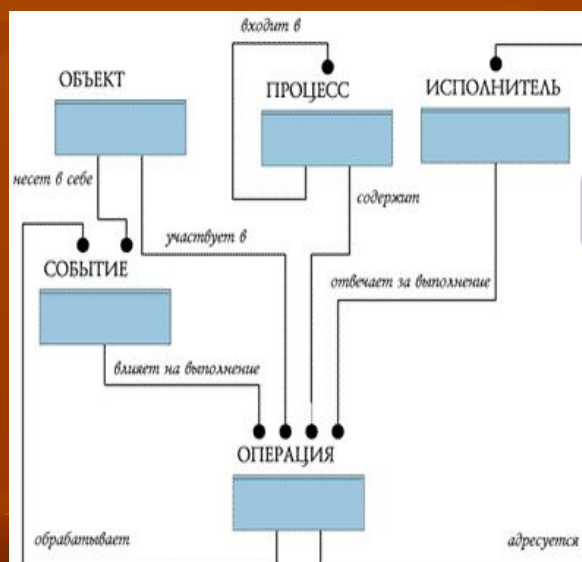 входит в
ОБЪЕКТ
ПРОЦЕСС
ИСПОЛНИТЕЛЬ
несет в себе
содержит
участвует в
СОБЫТИЕ
отвечает за выполнение
влияет на выполнение
ОПЕРАЦИЯ
обрабатывает
адресуется